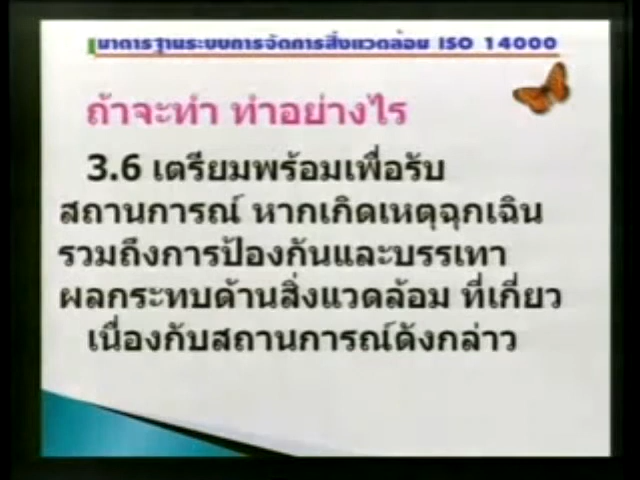 มาตรฐานระบบการจัดการสิ่งแวดล้อม ISO 14000
ถ้าจะทำ ทำอย่างไร
3.6 เตรียมพร้อมเพื่อรับ
สถานการณ์ หากเกิดเหตุฉุกเฉิน
รวมถึงการป้องกันและบรรเทา
ผลกระทบด้านสิ่งแวดล้อม ที่เกี่ยว
เนื่องกับสถานการณ์ดังกล่าว